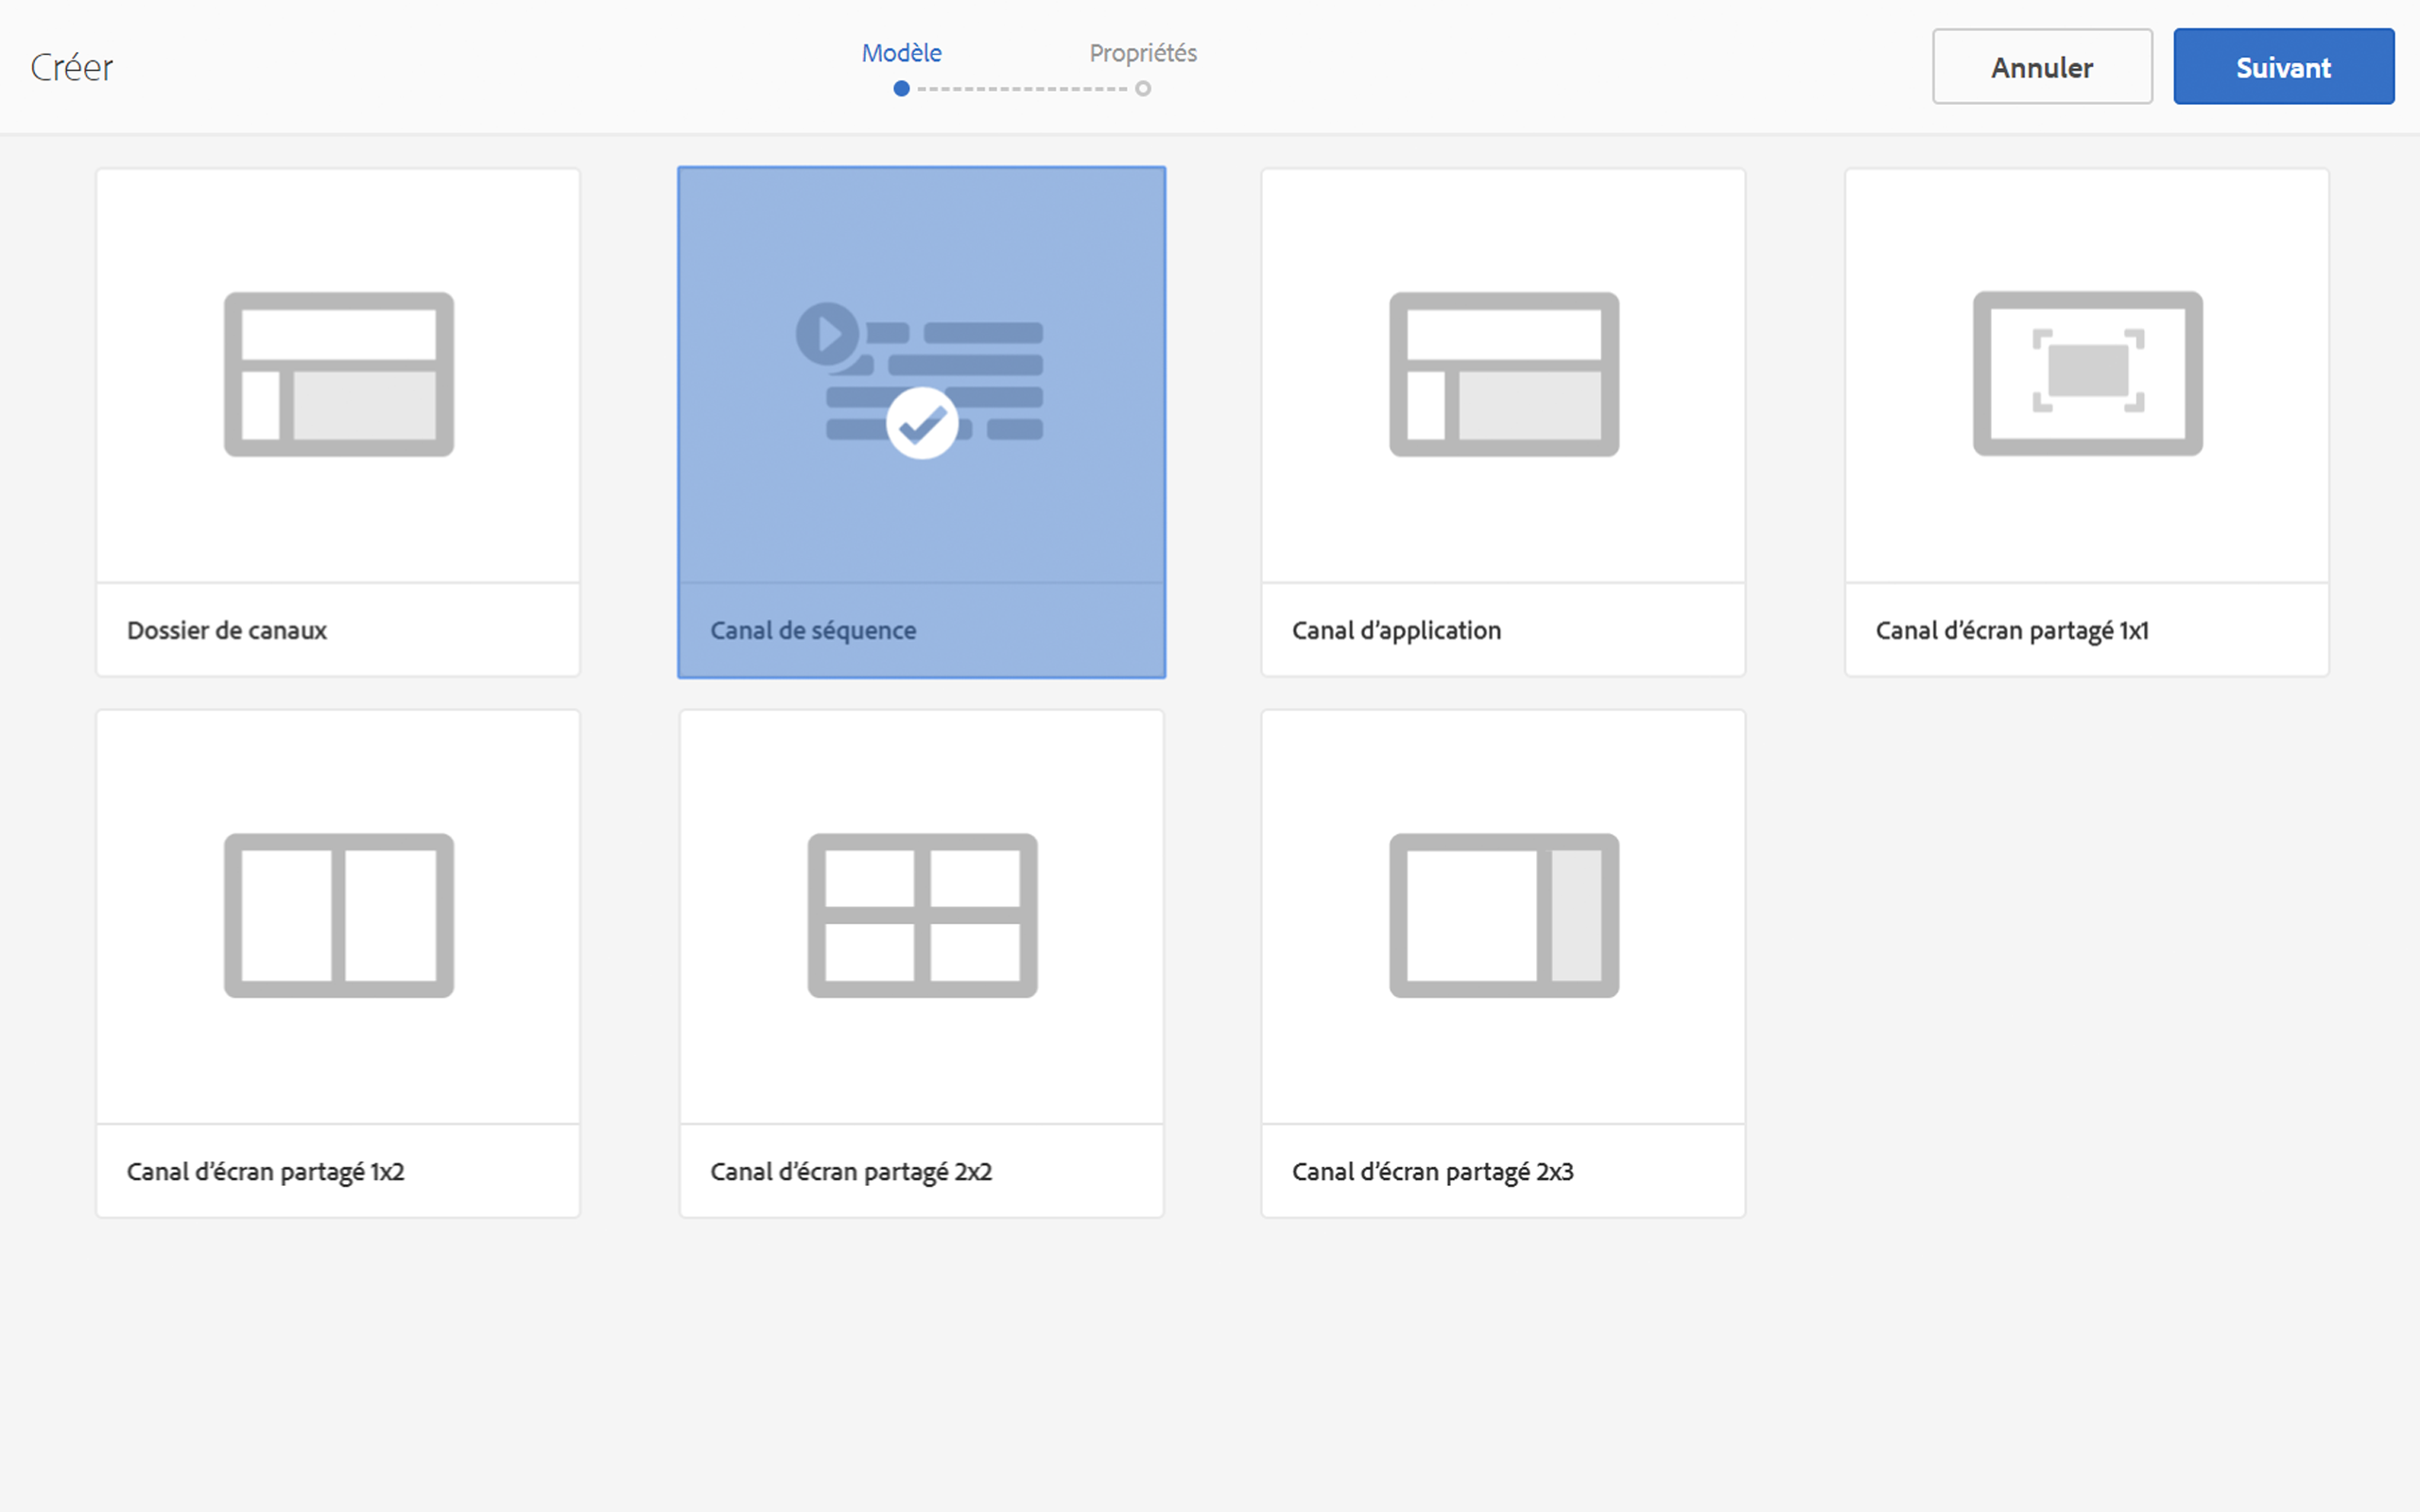 Créer
Modèle
Propriétés
Annuler
Suivant
Dossier de canaux
Canal de séquence
Canal d’application
Canal d’écran partagé 1x1
Canal d’écran partagé 1x2
Canal d’écran partagé 2x2
Canal d’écran partagé 2x3